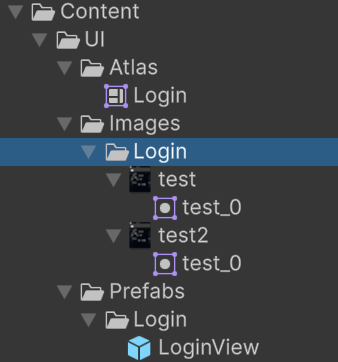 Content
UI
Atlas
Login
Images
Login
test
test_0
test2
test_0
Prefabs
Login
LoginView